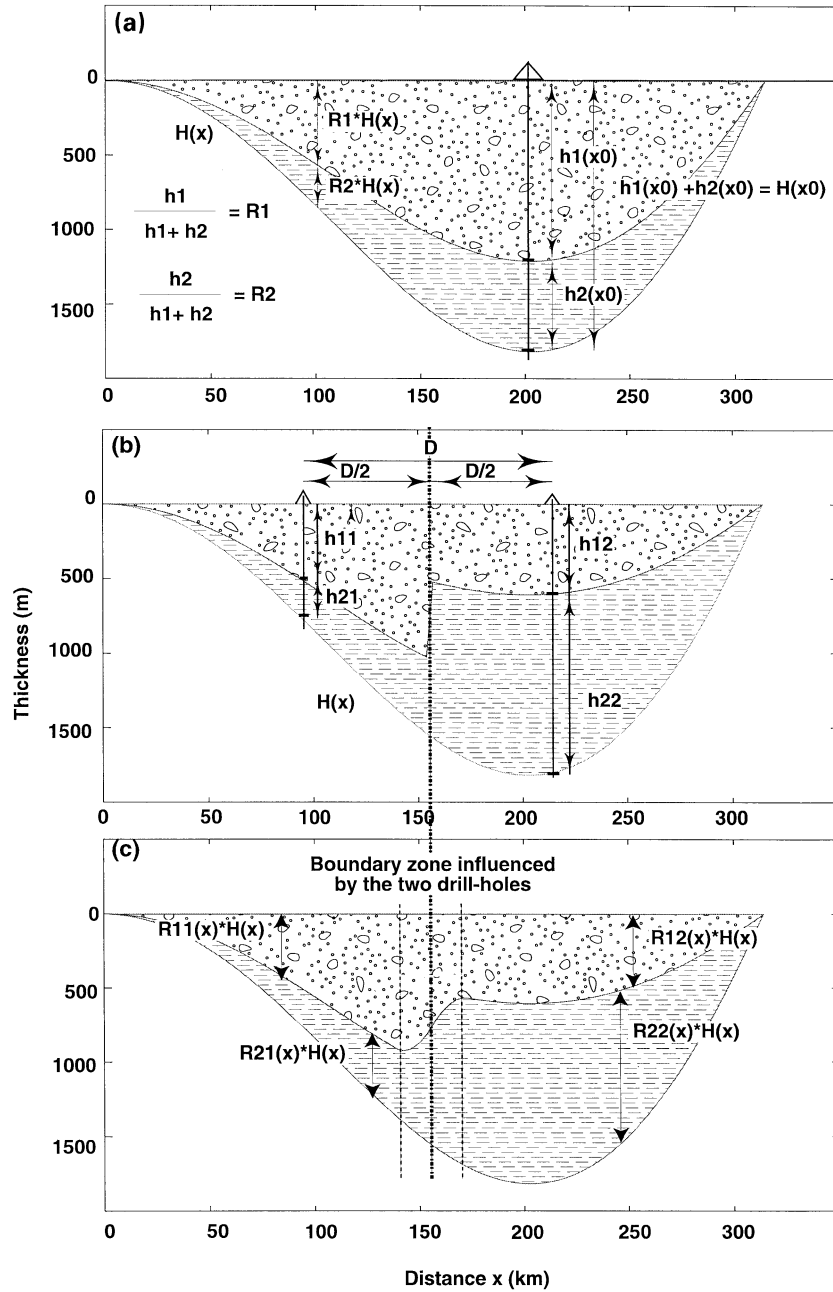 (a)
0
500
1000
1500
H(x)
R1*H(x)
R2*H(x)
h1
h1+ h2
= R1
h2
h1+ h2
= R2
h1(x0)
h1(x0) +h2(x0) = H(x0)
h2(x0)
0 50 100 150 200 250 300
(b)
D
D/2 D/2
0
500
1000
1500
h11
h21
h12
h22
H(x)
Thickness (m)
0 50 100 150 200 250 300
(c)
Boundary zone influenced
by the two drill-holes
0
500
1000
1500
R11(x)*H(x)
R12(x)*H(x)
R21(x)*H(x)
R22(x)*H(x)
0 50 100 150 200 250 300
Distance x (km)